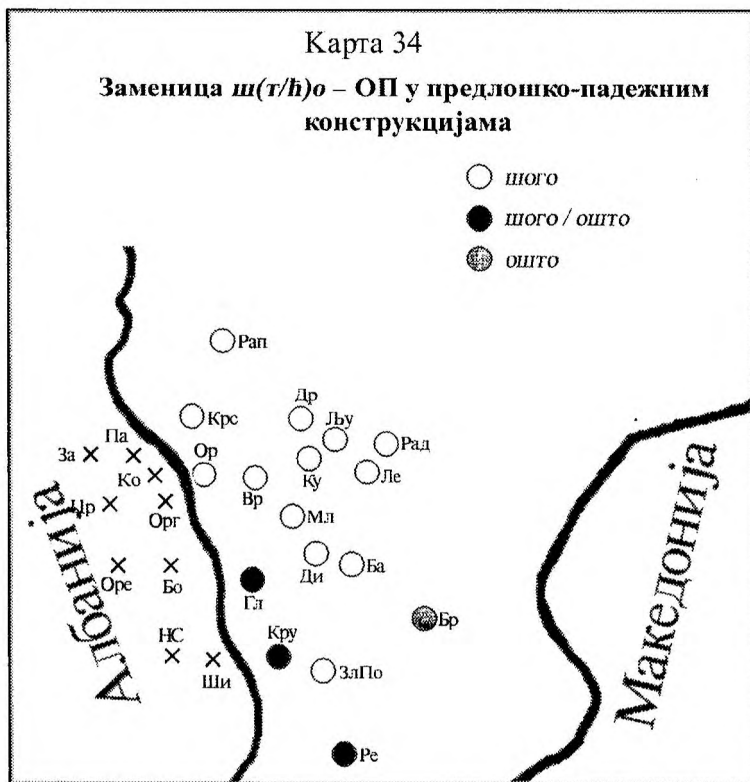 Карта 34
Заменица ш(т/ћ)о – ОП у предлошко-падежним
конструкцијама
шого
шого / ошто
ошто
Рап
Крс
Др
Љу
Рад
Па
За
Ор
Ку
Ле
Ко
Вр
Цр
Орг
Мл
Оре
Бо
Ди
Ба
Гл
Бр
НС
Ши
Кру
ЗлПо
Ре
Албанија
Македонија